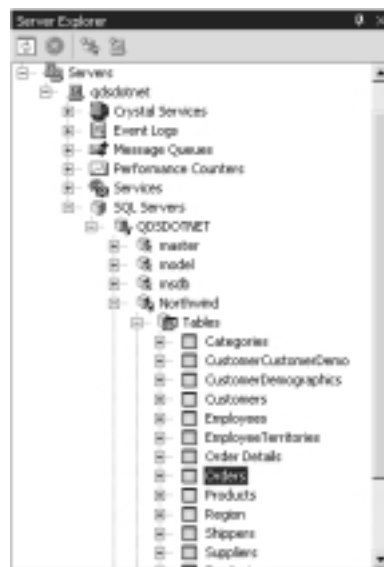 Server Explorer
Servers
qdsdotnet
Crystal Services
Event Logs
Message Queues
Performance Counters
Services
SQL Servers
QDSDOTNET
master
model
msdb
Northwind
Tables
Categories
CustomerCustomerDemo
CustomerDemographics
Customers
Employees
EmployeeTerritories
Order Details
Orders
Products
Region
Shippers
Suppliers